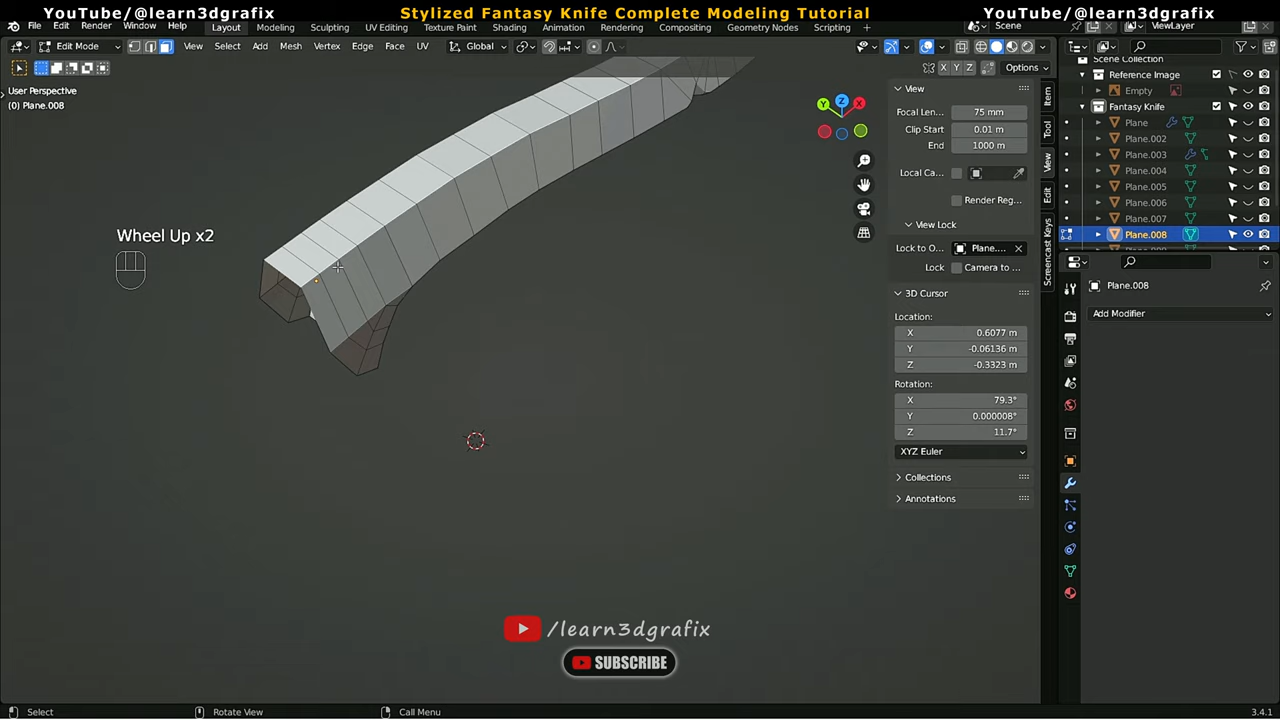 YouTube/@learn3dgrafix
Stylized Fantasy Knife Complete Modeling Tutorial
YouTube/@learn3dgrafix
File Edit Render Window Help Layout Modeling Sculpting UV Editing Texture Paint Shading Animation Rendering Compositing Geometry Nodes Scripting + Scene ViewLayer
Edit Mode View Select Add Mesh Vertex Edge Face UV Global
X Y Z Options
User Perspective
(0) Plane.008
Wheel Up x2
View
Focal Len... 75 mm
Clip Start 0.01 m
End 1000 m
Local Ca...
Render Reg...
View Lock
Lock to O... Plane....
Lock Camera to ...
3D Cursor
Location:
X 0.6077 m
Y -0.06136 m
Z -0.3323 m
Rotation:
X 79.3°
Y 0.000008°
Z 11.7°
XYZ Euler
Collections
Annotations
Item
Tool
View
Edit
Screencast Keys
Scene Collection
Reference Image
Empty
Fantasy Knife
Plane
Plane.002
Plane.003
Plane.004
Plane.005
Plane.006
Plane.007
Plane.008
Plane.008
Add Modifier
/learn3dgrafix
SUBSCRIBE
Select Rotate View Call Menu 3.4.1